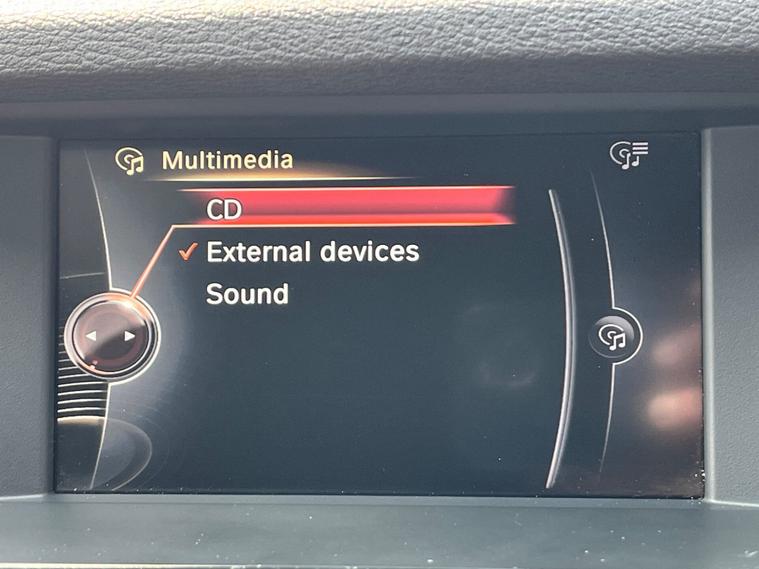 Multimedia
CD
External devices
Sound